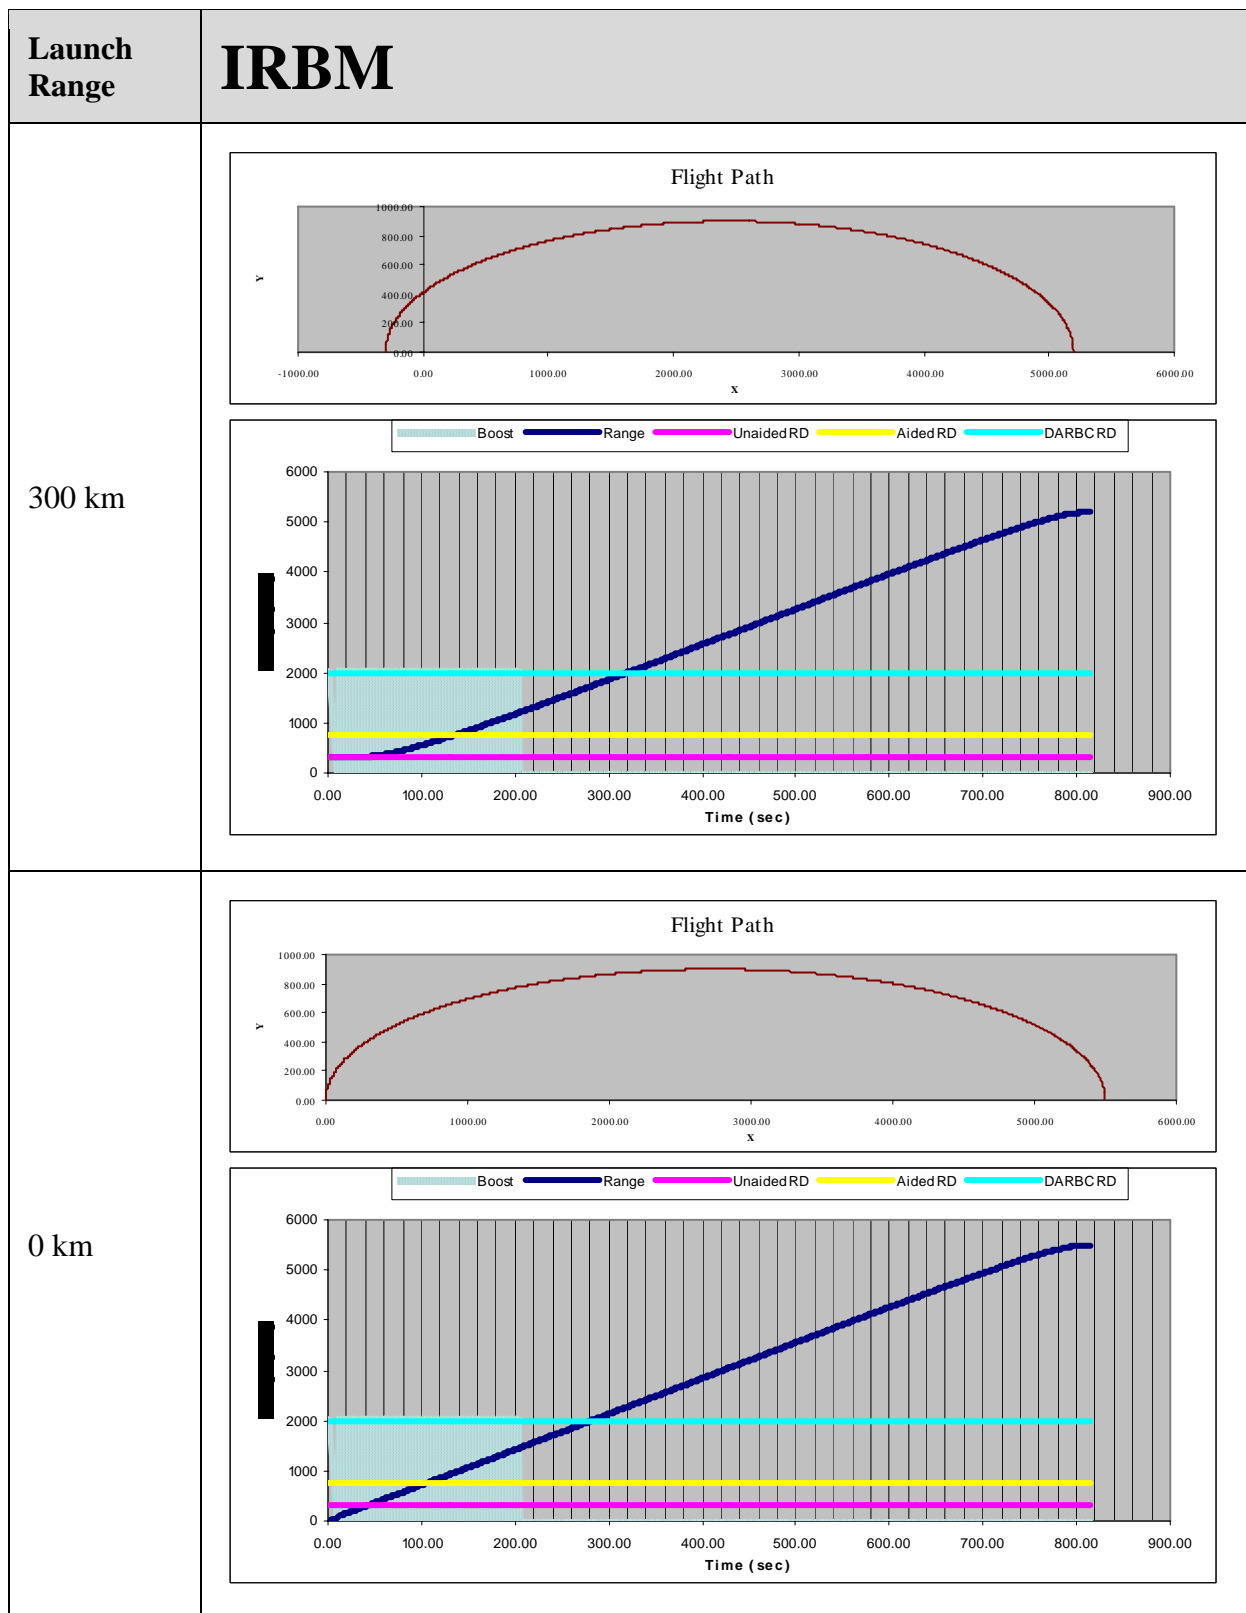 Launch
Range
IRBM
300 km
Flight Path
1000.00
800.00
600.00
400.00
200.00
0.00
Y
-1000.00 0.00 1000.00 2000.00 3000.00 4000.00 5000.00 6000.00
X
Boost Range Unaided RD Aided RD DARBC RD
6000
5000
4000
3000
2000
1000
0
0.00 100.00 200.00 300.00 400.00 500.00 600.00 700.00 800.00 900.00
Time (sec)
0 km
Flight Path
1000.00
800.00
600.00
400.00
200.00
0.00
Y
0.00 1000.00 2000.00 3000.00 4000.00 5000.00 6000.00
X
Boost Range Unaided RD Aided RD DARBC RD
6000
5000
4000
3000
2000
1000
0
0.00 100.00 200.00 300.00 400.00 500.00 600.00 700.00 800.00 900.00
Time (sec)